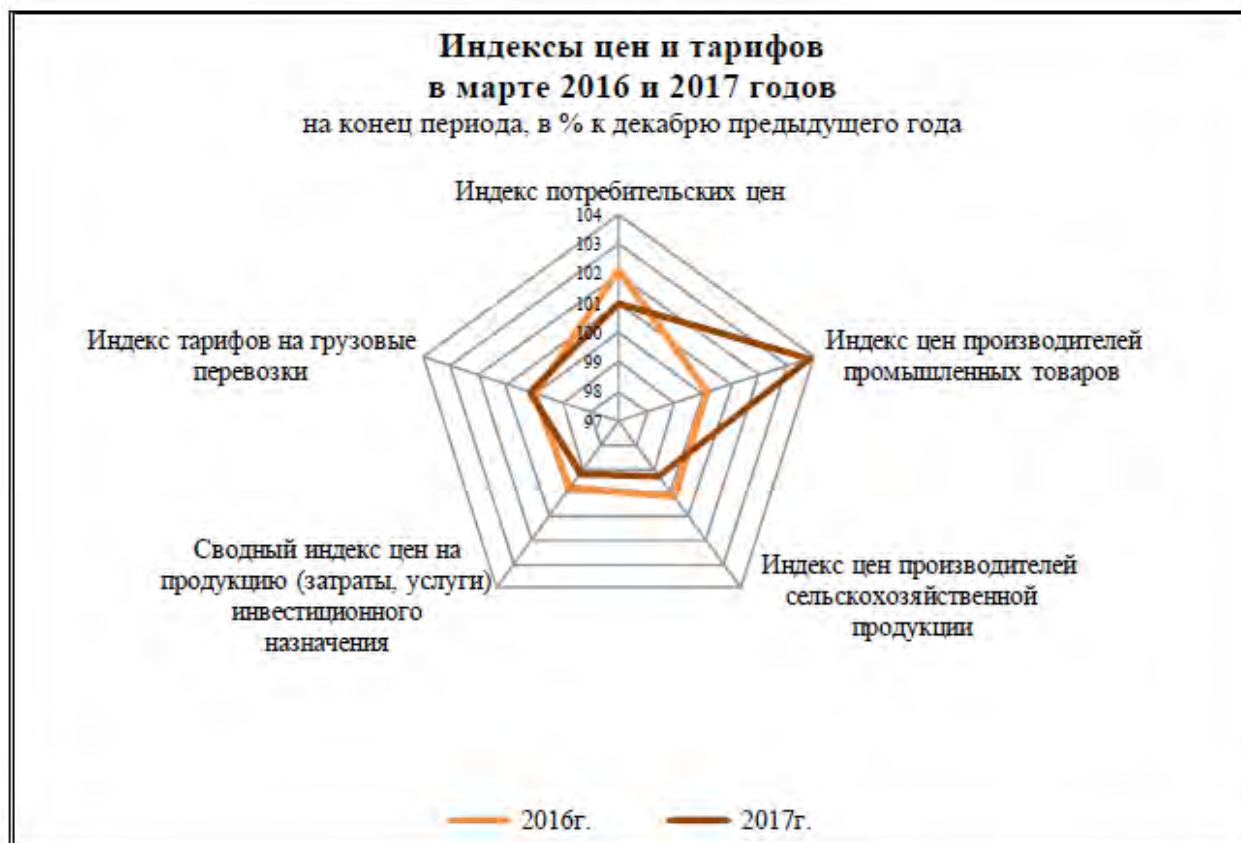 Индексы цен и тарифов
в марте 2016 и 2017 годов
на конец периода, в % к декабрю предыдущего года
Индекс потребительских цен
104
103
102
101
100
99
98
97
Индекс цен производителей
промышленных товаров
Индекс цен производителей
сельскохозяйственной
продукции
Сводный индекс цен на
продукцию (затраты, услуги)
инвестиционного
назначения
Индекс тарифов на грузовые
перевозки
2016г.
2017г.